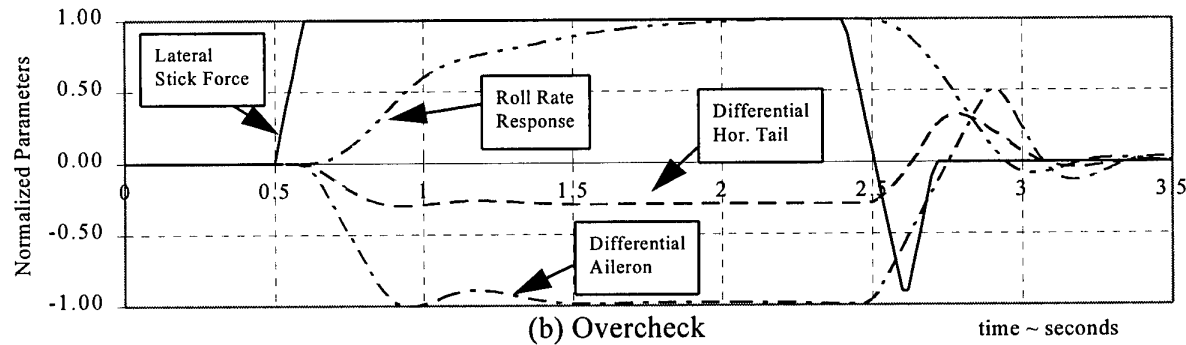 1.00
0.50
0.00
-0.50
-1.00
Normalized Parameters
Lateral
Stick Force
Roll Rate
Response
Differential
Hor. Tail
Differential
Aileron
0 0.5 1 1.5 2 2.5 3 3.5
(b) Overcheck
time ~ seconds